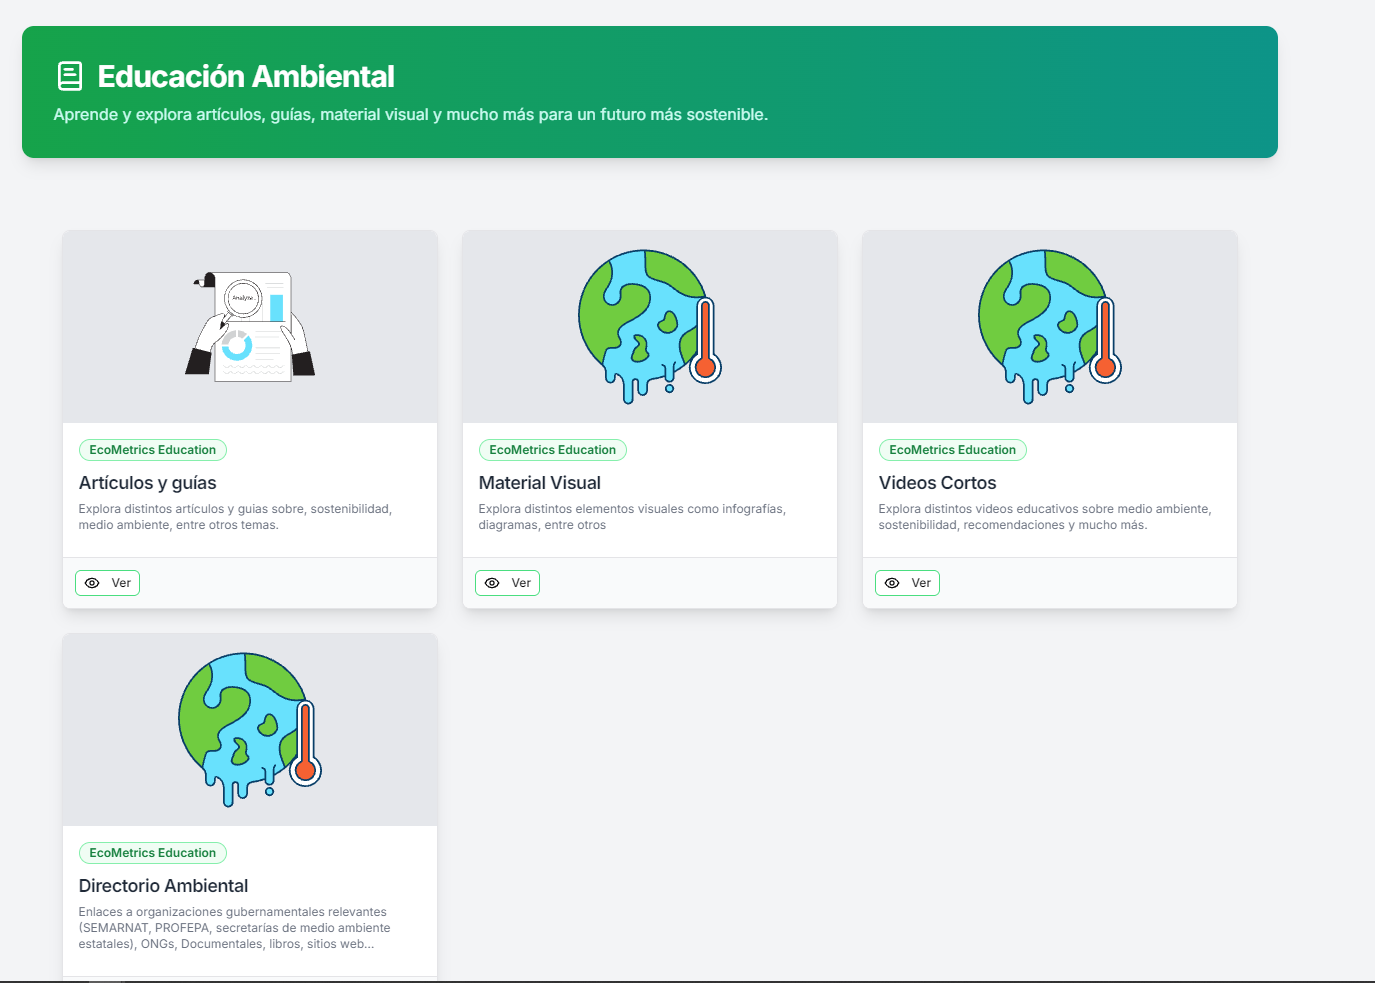 Educación Ambiental
Aprende y explora artículos, guías, material visual y mucho más para un futuro más sostenible.
Analyze..
EcoMetrics Education
Artículos y guías
Explora distintos artículos y guias sobre, sostenibilidad,
medio ambiente, entre otros temas.
Ver
EcoMetrics Education
Material Visual
Explora distintos elementos visuales como infografías,
diagramas, entre otros
Ver
EcoMetrics Education
Videos Cortos
Explora distintos videos educativos sobre medio ambiente,
sostenibilidad, recomendaciones y mucho más.
Ver
EcoMetrics Education
Directorio Ambiental
Enlaces a organizaciones gubernamentales relevantes
(SEMARNAT, PROFEPA, secretarías de medio ambiente
estatales), ONGs, Documentales, libros, sitios web...